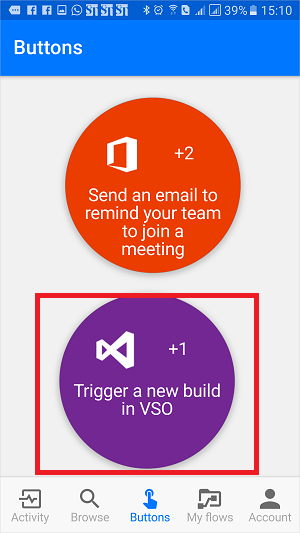 39% 15:10
Buttons
+2
Send an email to
remind your team
to join a
meeting
+1
Trigger a new build
in VSO
Activity
Browse
Buttons
My flows
Account